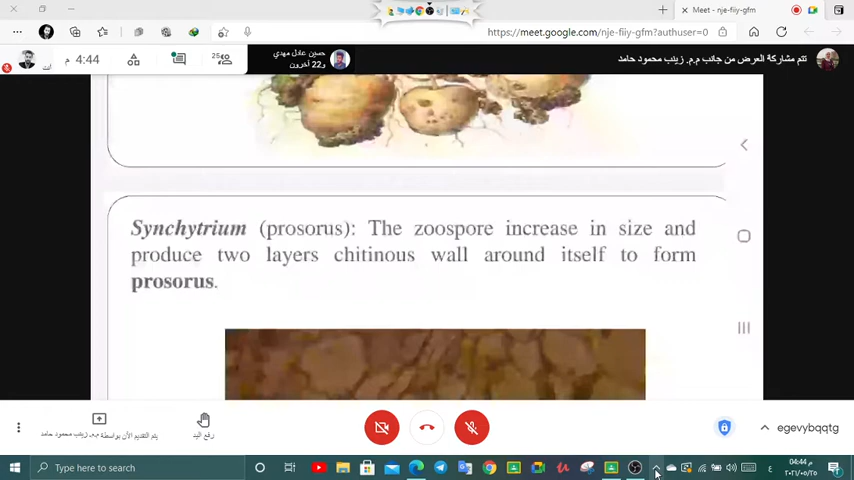 Meet - nje-fiiy-gfm
https://meet.google.com/nje-fiiy-gfm?authuser=0
4:44 م
25
حسين عادل مهدي
و22 آخرون
أنت
تتم مشاركة العرض من جانب م.م. زينب محمود حامد
Synchytrium (prosorus): The zoospore increase in size and
produce two layers chitinous wall around itself to form
prosorus.
يتم التقديم الآن بواسطة م.م. زينب محمود حامد
رفع اليد
egevybqqtg
Type here to search
ع
04:44 م